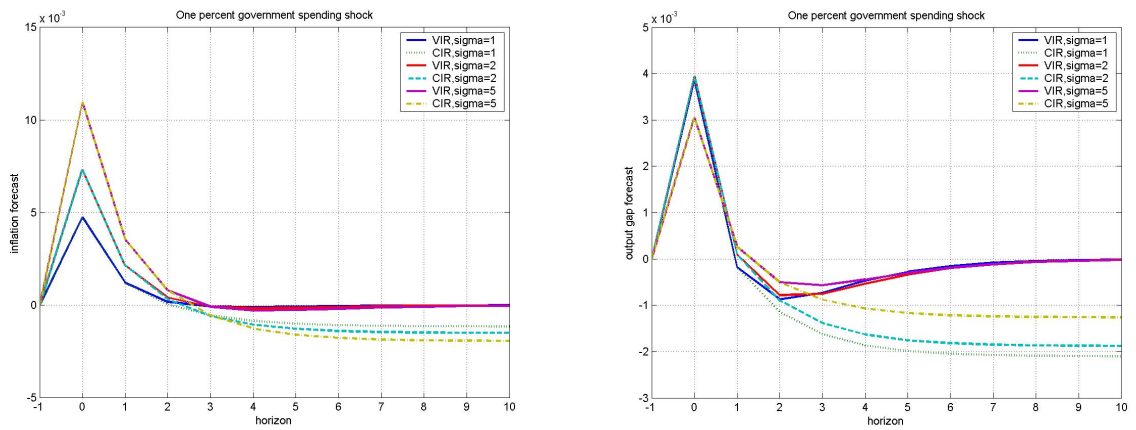 x 10⁻³
One percent government spending shock
15
10
5
0
-5
inflation forecast
VIR,sigma=1
CIR,sigma=1
VIR,sigma=2
CIR,sigma=2
VIR,sigma=5
CIR,sigma=5
-1 0 1 2 3 4 5 6 7 8 9 10
horizon
x 10⁻³
One percent government spending shock
5
4
3
2
1
0
-1
-2
-3
output gap forecast
VIR,sigma=1
CIR,sigma=1
VIR,sigma=2
CIR,sigma=2
VIR,sigma=5
CIR,sigma=5
-1 0 1 2 3 4 5 6 7 8 9 10
horizon